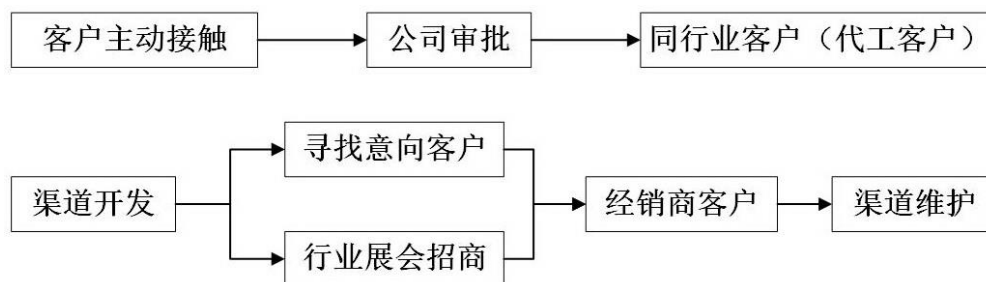 客户主动接触
公司审批
同行业客户（代工客户）
寻找意向客户
渠道开发
经销商客户
渠道维护
行业展会招商